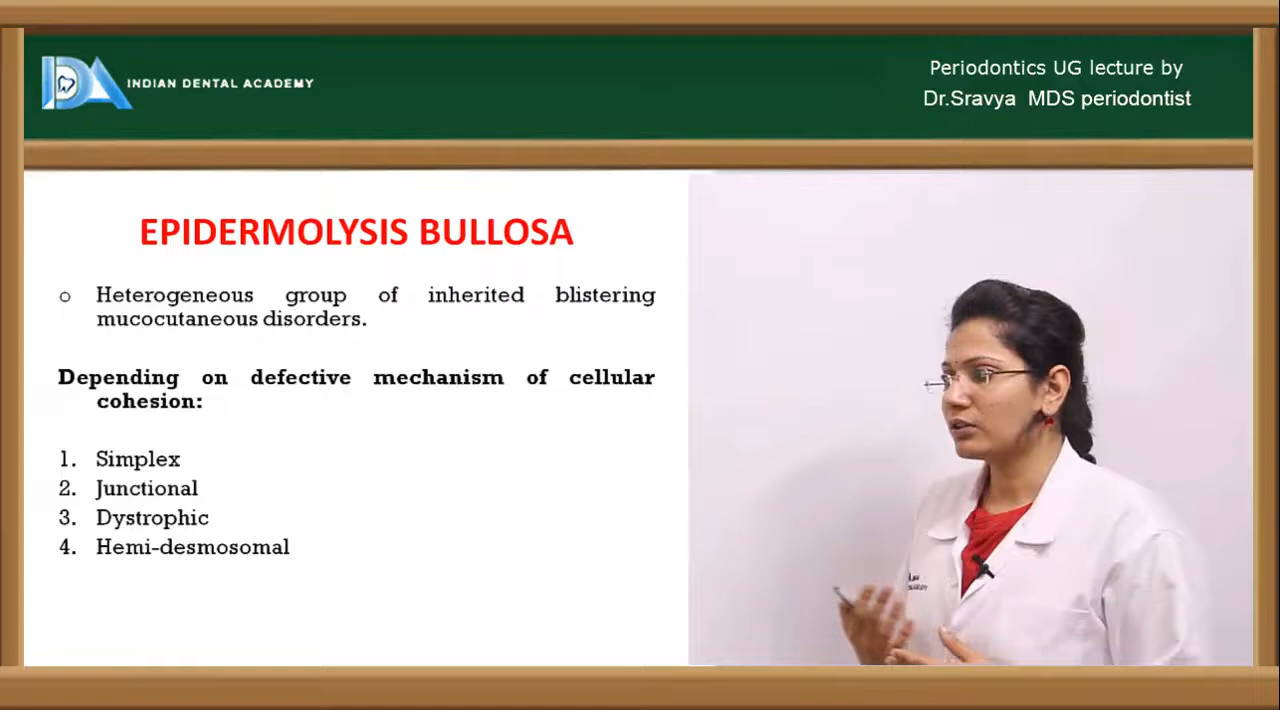 INDIAN DENTAL ACADEMY
Periodontics UG lecture by
Dr.Sravya MDS periodontist
EPIDERMOLYSIS BULLOSA
o Heterogeneous group of inherited blistering
mucocutaneous disorders.
Depending on defective mechanism of cellular
cohesion:
1. Simplex
2. Junctional
3. Dystrophic
4. Hemi-desmosomal